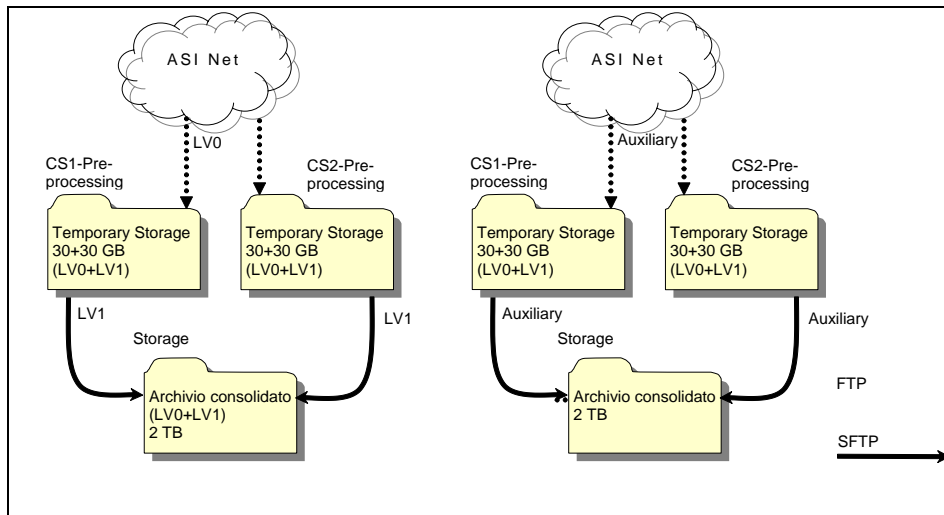 ASI Net
LV0
CS1-Pre-
processing
CS2-Pre-
processing
Temporary Storage
30+30 GB
(LV0+LV1)
Temporary Storage
30+30 GB
(LV0+LV1)
LV1
LV1
Storage
Archivio consolidato
(LV0+LV1)
2 TB
ASI Net
Auxiliary
CS1-Pre-
processing
CS2-Pre-
processing
Temporary Storage
30+30 GB
(LV0+LV1)
Temporary Storage
30+30 GB
(LV0+LV1)
Auxiliary
Auxiliary
Storage
Archivio consolidato
2 TB
FTP
SFTP